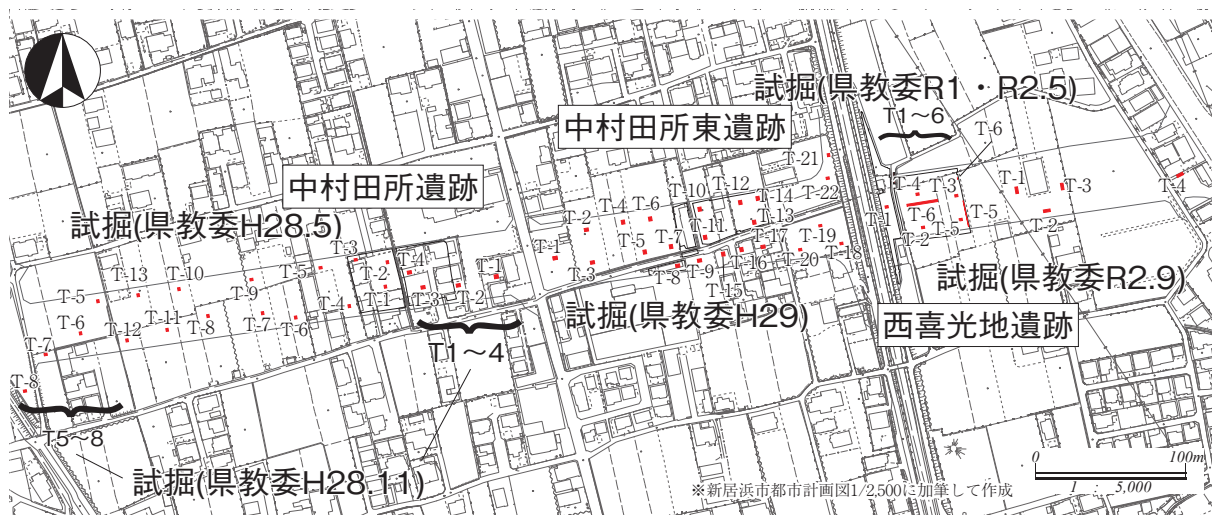 試掘(県教委R1・R2.5)
T1～6
T-6
中村田所東遺跡
T-21
中村田所遺跡
T-10
T-12
T-14
T-22
T-4
T-3
T-1
T-3
T-4
試掘(県教委H28.5)
T-2
T-4
T-6
T-11
T-13
T-1
T-6
T-5
T-2
T-2
T-5
T-3
T-1
T-5
T-7
T-17
T-19
T-18
T-13
T-10
T-5
T-2
T-4
T-1
T-3
T-8
T-9
T-16
T-20
試掘(県教委R2.9)
T-5
T-9
T-4
T-1
T-3
T-2
T-15
T-6
T-12
T-11
T-8
T-7
T-6
試掘(県教委H29)
西喜光地遺跡
T-7
T1～4
T-8
T5～8
試掘(県教委H28.11)
0
100m
※新居浜市都市計画図1/2,500に加筆して作成
1 : 5,000